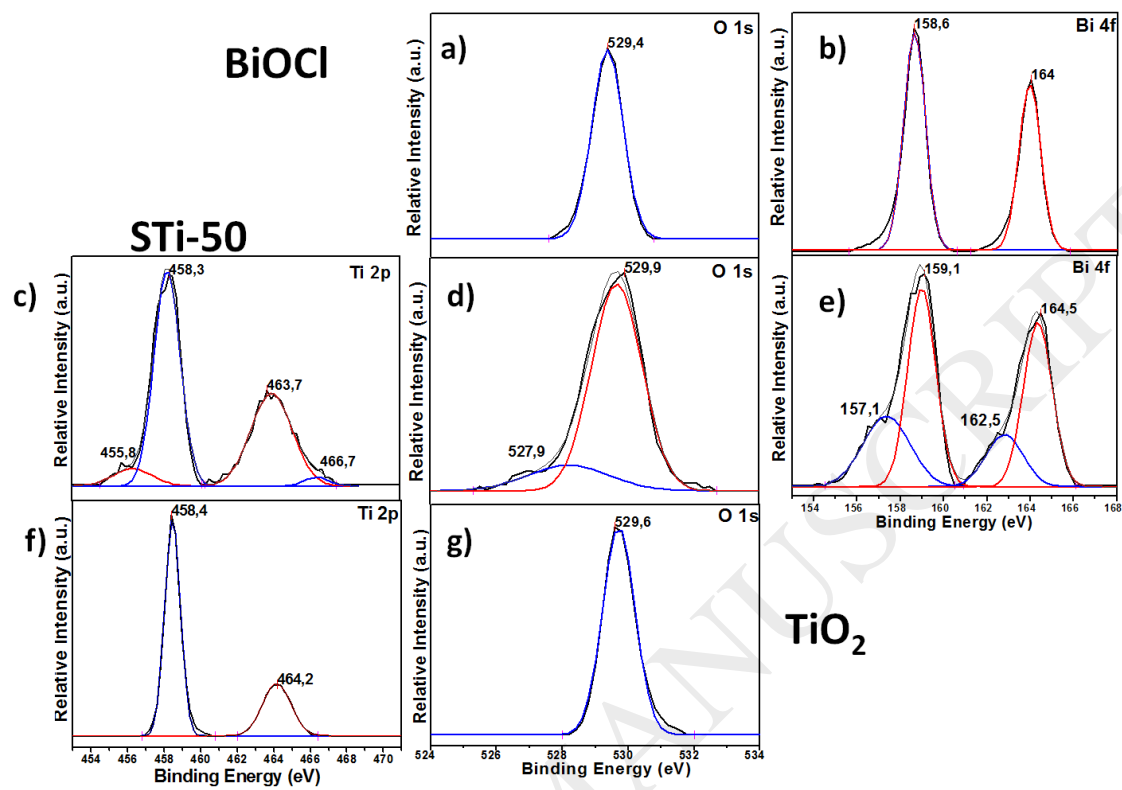 BiOCl
a)
O 1s
529,4
Relative Intensity (a.u.)
b)
Bi 4f
158,6
164
Relative Intensity (a.u.)
STi-50
c)
Ti 2p
458,3
463,7
455,8
466,7
Relative Intensity (a.u.)
d)
O 1s
529,9
527,9
Relative Intensity (a.u.)
e)
Bi 4f
159,1
164,5
157,1
162,5
Relative Intensity (a.u.)
154 156 158 160 162 164 166 168
Binding Energy (eV)
f)
Ti 2p
458,4
464,2
Relative Intensity (a.u.)
454 456 458 460 462 464 466 468 470
Binding Energy (eV)
g)
O 1s
529,6
Relative Intensity (a.u.)
524 526 528 530 532 534
Binding Energy (eV)
TiO₂
MANUSCRIPT